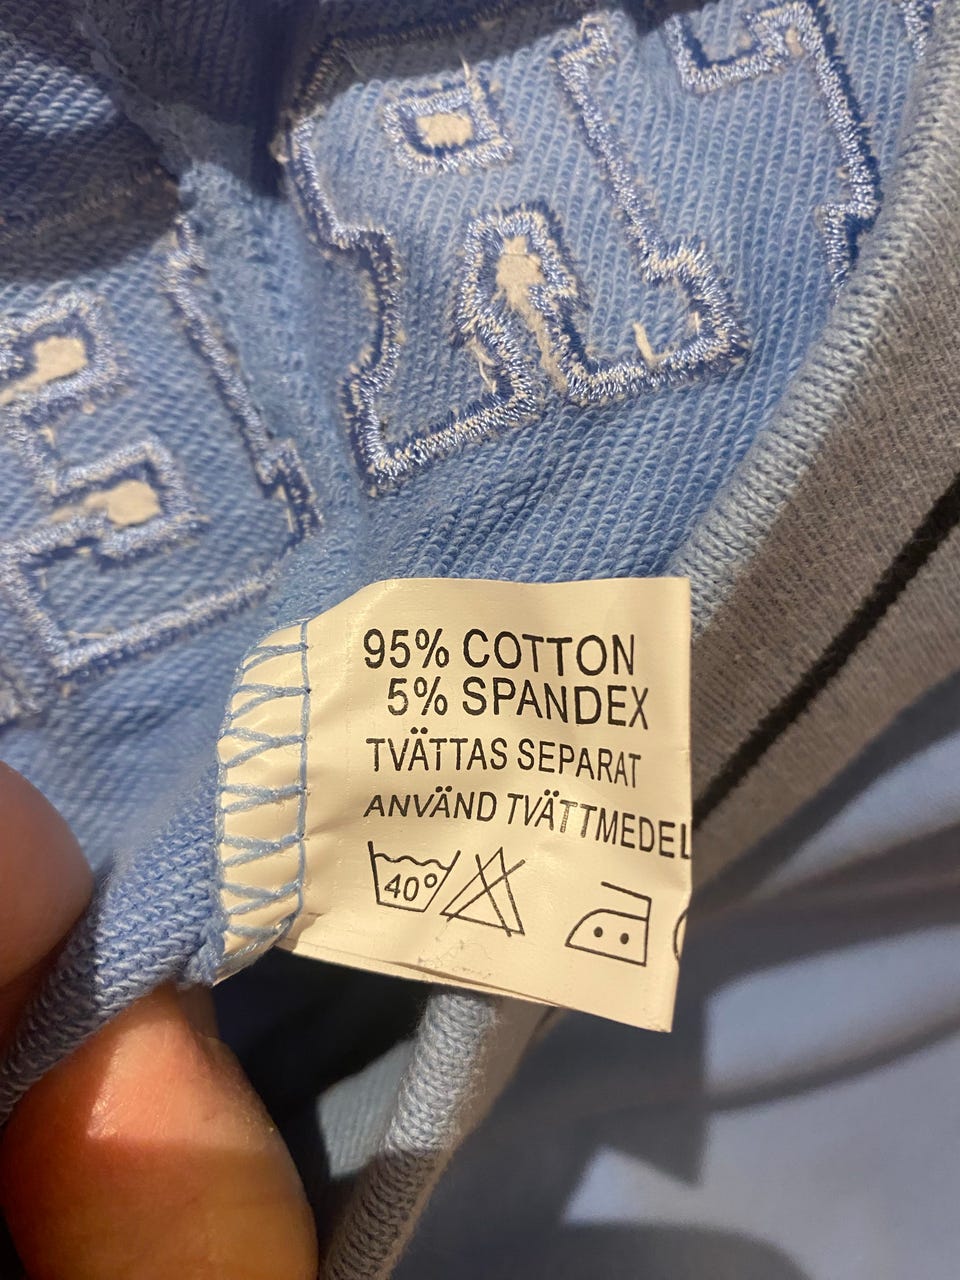 95% COTTON
5% SPANDEX
TVÄTTAS SEPARAT
ANVÄND TVÄTTMEDEL
40°